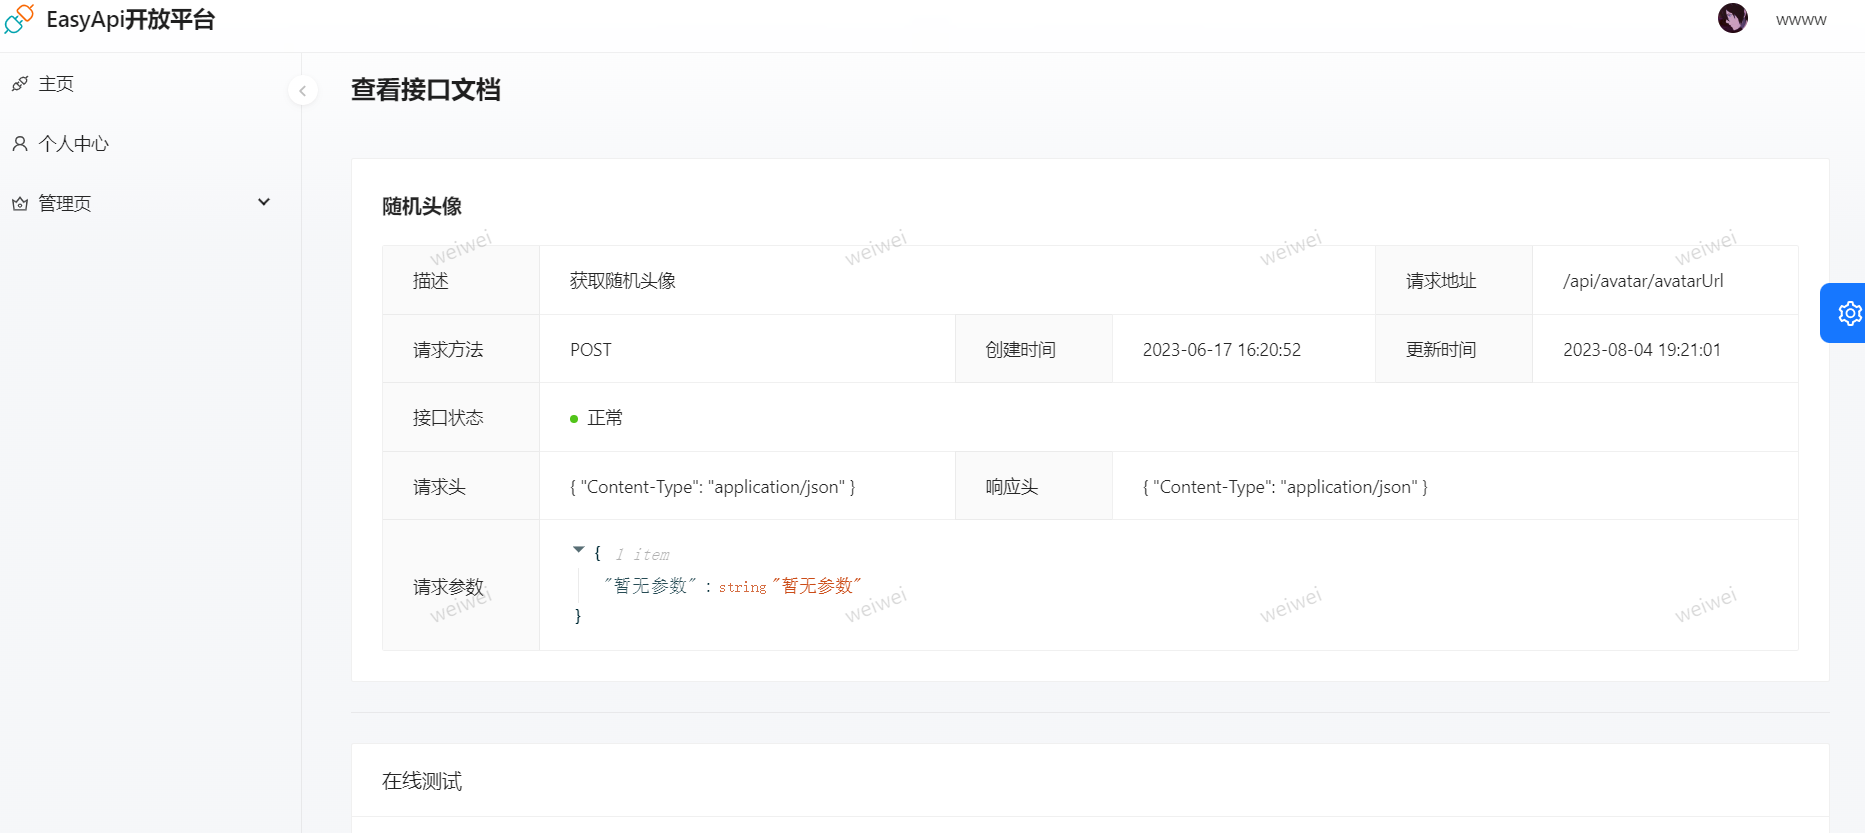 EasyApi开放平台
wwww
主页
个人中心
管理页
查看接口文档
随机头像
weiwei weiwei weiwei weiwei
描述 获取随机头像 请求地址 /api/avatar/avatarUrl
请求方法 POST 创建时间 2023-06-17 16:20:52 更新时间 2023-08-04 19:21:01
接口状态 正常
请求头 { "Content-Type": "application/json" } 响应头 { "Content-Type": "application/json" }
{ 1 item
请求参数 "暂无参数" : string "暂无参数"
weiwei weiwei weiwei weiwei
}
在线测试